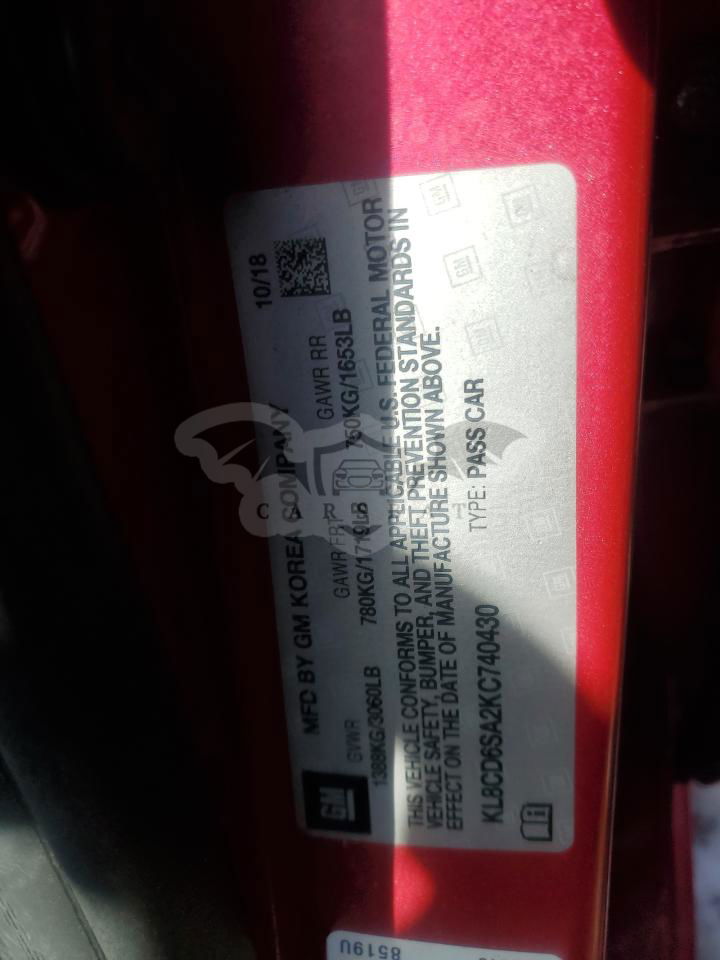 MFD BY GM KOREA COMPANY 10/18
GM
GVWR GAWR FRT GAWR RR
1388KG/3060LB 780KG/1719LB 750KG/1653LB
THIS VEHICLE CONFORMS TO ALL APPLICABLE U.S. FEDERAL MOTOR
VEHICLE SAFETY, BUMPER, AND THEFT PREVENTION STANDARDS IN
EFFECT ON THE DATE OF MANUFACTURE SHOWN ABOVE.
KL8CD6SA2KC740430 TYPE: PASS CAR
8519U